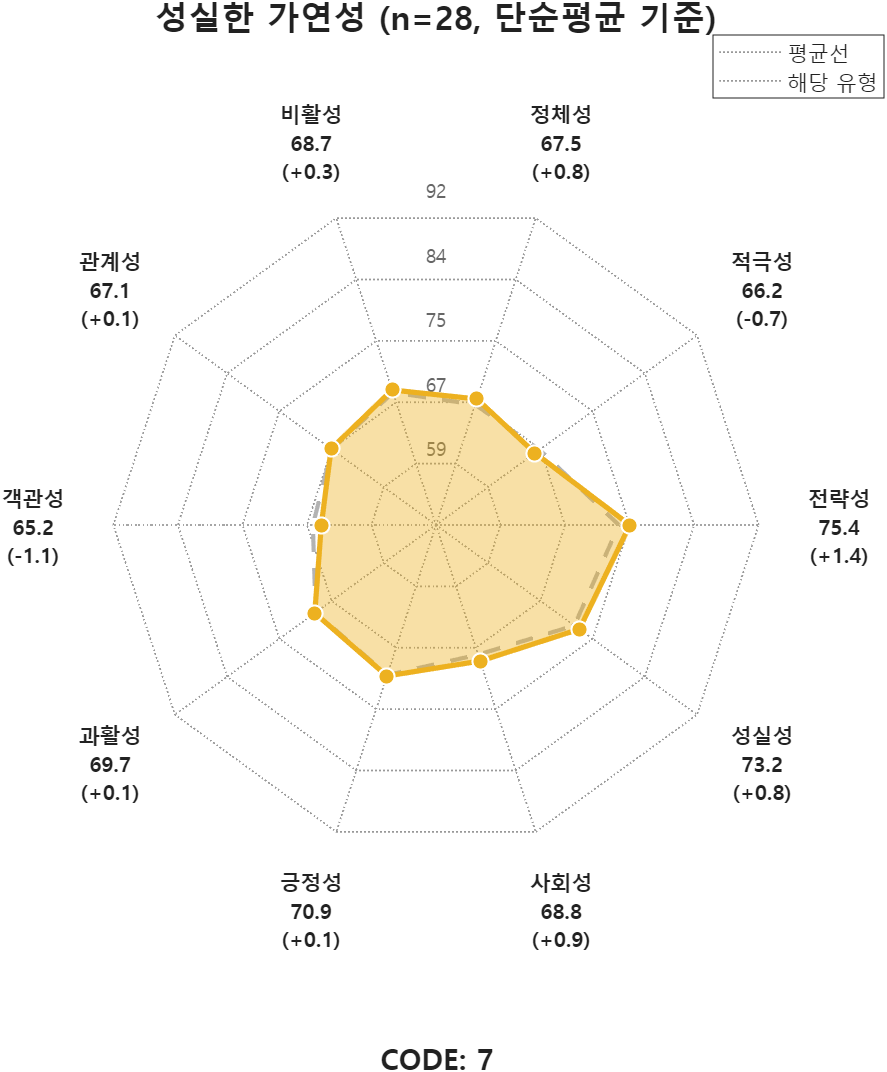 성실한 가연성 (n=28, 단순평균 기준)
평균선
해당 유형
비활성
68.7
(+0.3)
정체성
67.5
(+0.8)
92
84
75
67
59
관계성
67.1
(+0.1)
적극성
66.2
(-0.7)
객관성
65.2
(-1.1)
전략성
75.4
(+1.4)
과활성
69.7
(+0.1)
성실성
73.2
(+0.8)
긍정성
70.9
(+0.1)
사회성
68.8
(+0.9)
CODE: 7